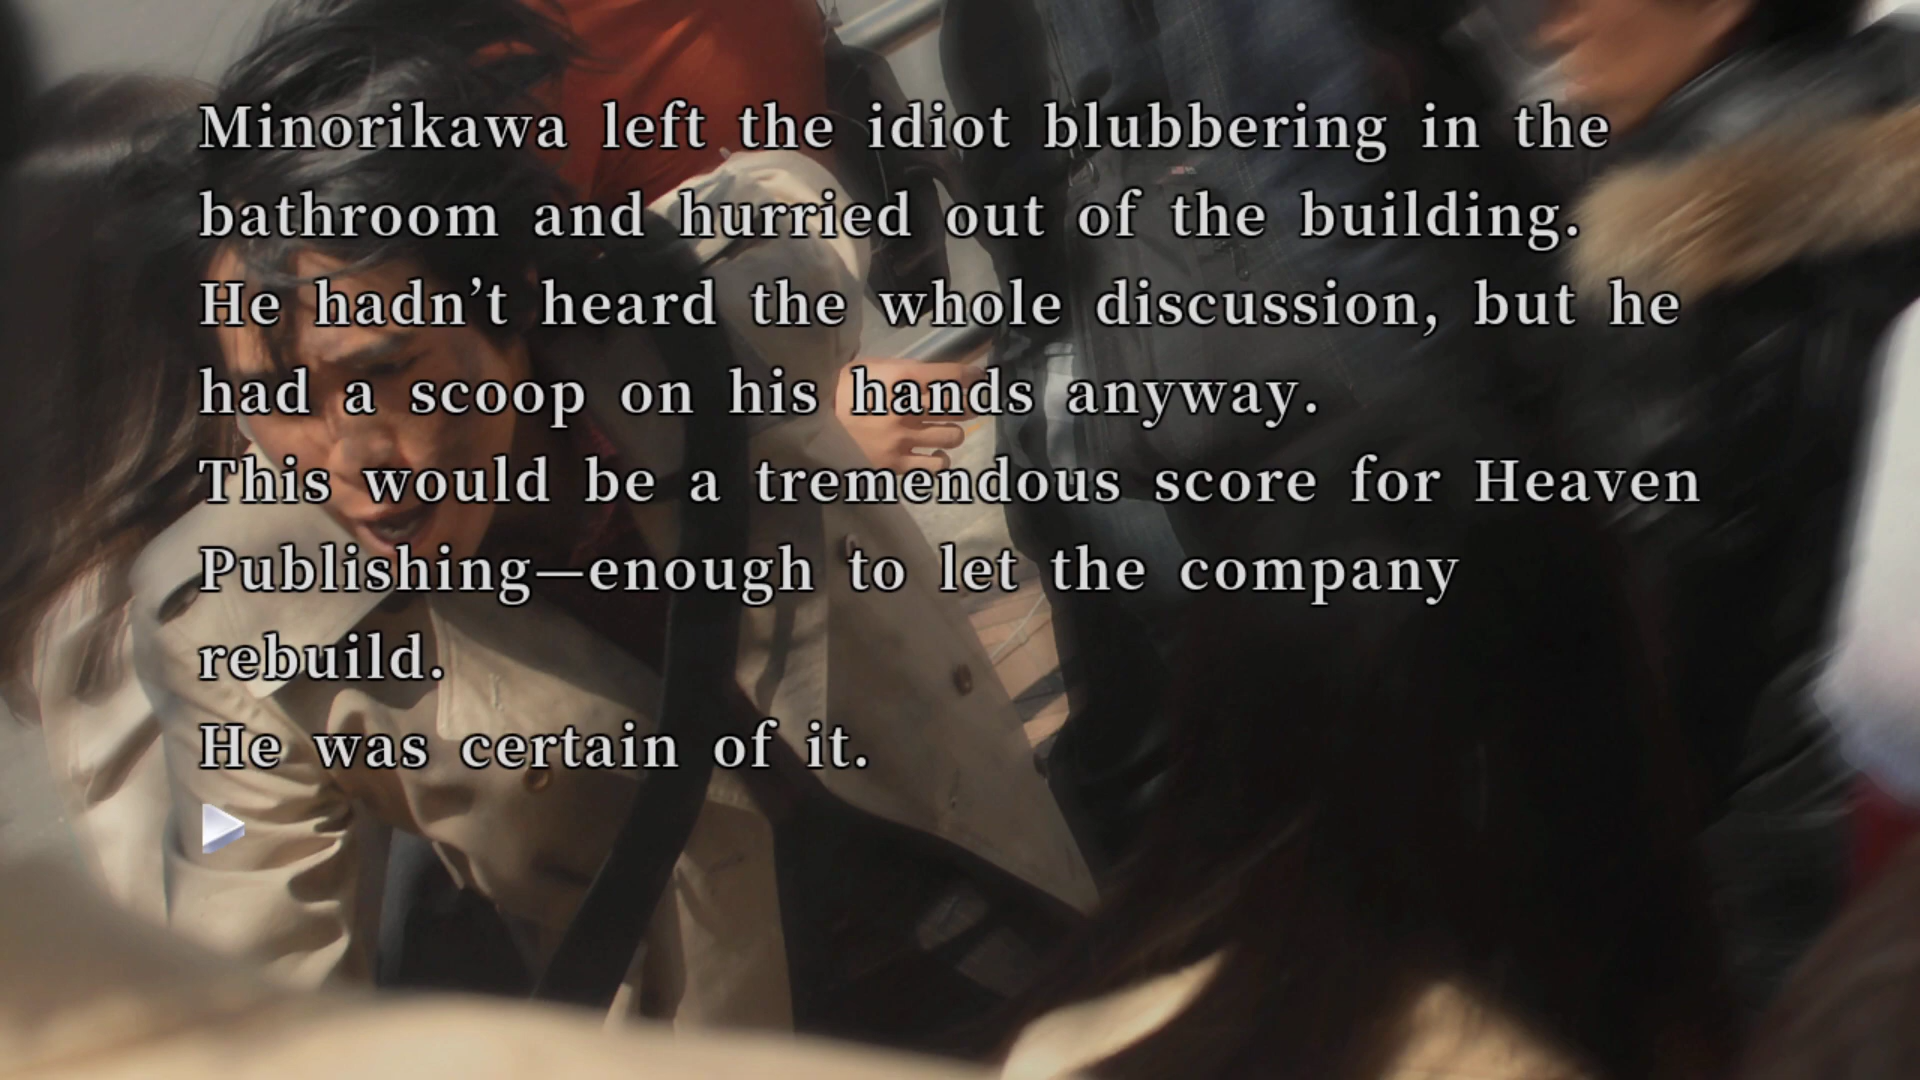 Minorikawa left the idiot blubbering in the
bathroom and hurried out of the building.
He hadn’t heard the whole discussion, but he
had a scoop on his hands anyway.
This would be a tremendous score for Heaven
Publishing—enough to let the company
rebuild.
He was certain of it.